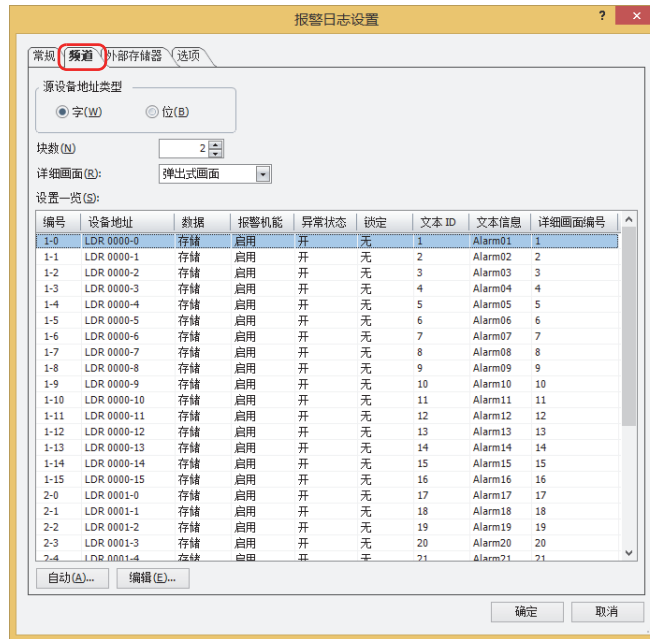 报警日志设置
? ×
常规 频道 外部存储器 选项
源设备地址类型
字(W) 位(B)
块数(N) 2
详细画面(R): 弹出式画面
设置一览(S):
编号 设备地址 数据 报警机能 异常状态 锁定 文本 ID 文本信息 详细画面编号
1-0 LDR 0000-0 存储 启用 开 无 1 Alarm01 1
1-1 LDR 0000-1 存储 启用 开 无 2 Alarm02 2
1-2 LDR 0000-2 存储 启用 开 无 3 Alarm03 3
1-3 LDR 0000-3 存储 启用 开 无 4 Alarm04 4
1-4 LDR 0000-4 存储 启用 开 无 5 Alarm05 5
1-5 LDR 0000-5 存储 启用 开 无 6 Alarm06 6
1-6 LDR 0000-6 存储 启用 开 无 7 Alarm07 7
1-7 LDR 0000-7 存储 启用 开 无 8 Alarm08 8
1-8 LDR 0000-8 存储 启用 开 无 9 Alarm09 9
1-9 LDR 0000-9 存储 启用 开 无 10 Alarm10 10
1-10 LDR 0000-10 存储 启用 开 无 11 Alarm11 11
1-11 LDR 0000-11 存储 启用 开 无 12 Alarm12 12
1-12 LDR 0000-12 存储 启用 开 无 13 Alarm13 13
1-13 LDR 0000-13 存储 启用 开 无 14 Alarm14 14
1-14 LDR 0000-14 存储 启用 开 无 15 Alarm15 15
1-15 LDR 0000-15 存储 启用 开 无 16 Alarm16 16
2-0 LDR 0001-0 存储 启用 开 无 17 Alarm17 17
2-1 LDR 0001-1 存储 启用 开 无 18 Alarm18 18
2-2 LDR 0001-2 存储 启用 开 无 19 Alarm19 19
2-3 LDR 0001-3 存储 启用 开 无 20 Alarm20 20
2-4 LDR 0001-4 存储 启用 开 无 21 Alarm21 21
自动(A)... 编辑(E)...
确定 取消